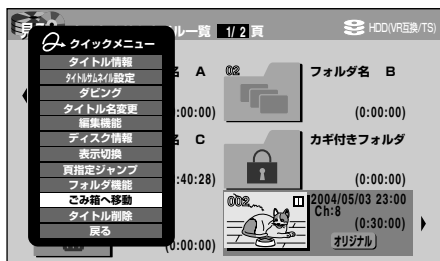 見
ル一覧 1/2 頁
HDD(VR互換/TS)
クイックメニュー
タイトル情報
タイトルサムネイル設定
ダビング
タイトル名変更
編集機能
ディスク情報
表示切換
頁指定ジャンプ
フォルダ機能
ごみ箱へ移動
タイトル削除
戻る
A
:00:00)
02
フォルダ名 B
(0:00:00)
C
:40:28)
カギ付きフォルダ
(0:00:00)
(0:00:00)
002
2004/05/03 23:00
Ch:8
(0:30:00)
オリジナル